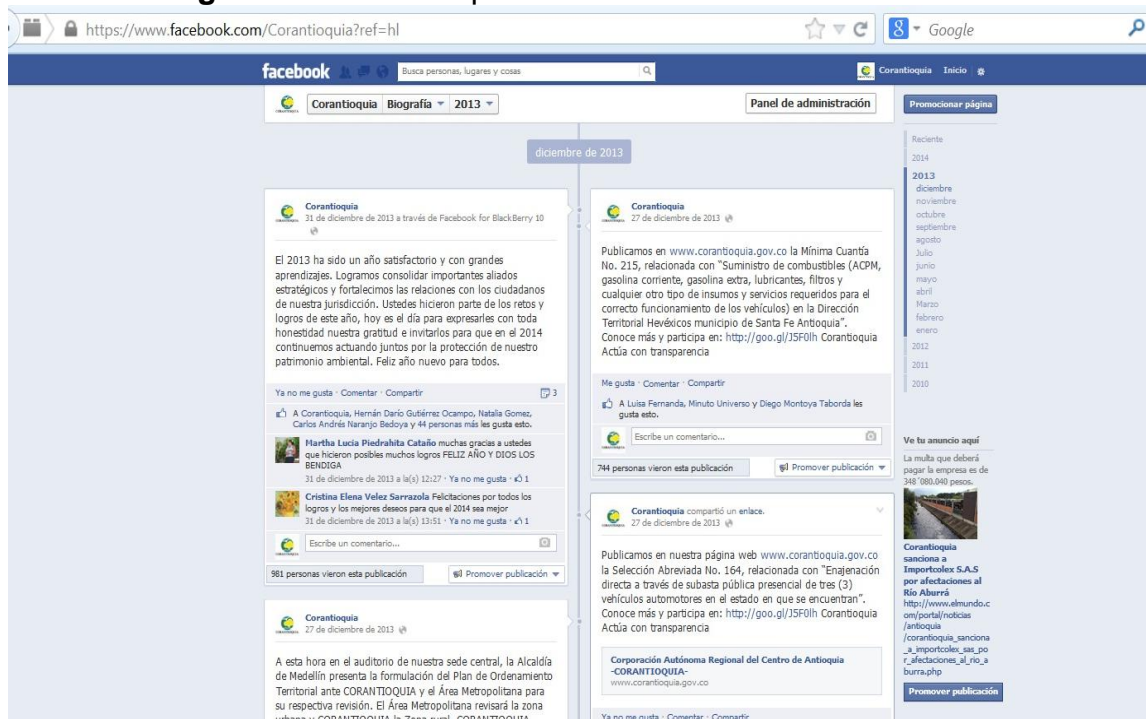 https://www.facebook.com/Corantioquia?ref=hl
Google
facebook
Busca personas, lugares y cosas
Corantioquia Inicio
Corantioquia Biografía 2013
Panel de administración
Promocionar página
diciembre de 2013
Corantioquia
31 de diciembre de 2013 a través de Facebook for BlackBerry 10
El 2013 ha sido un año satisfactorio y con grandes
aprendizajes. Logramos consolidar importantes aliados
estratégicos y fortalecimos las relaciones con los ciudadanos
de nuestra jurisdicción. Ustedes hicieron parte de los retos y
logros de este año, hoy es el día para expresarles con toda
honestidad nuestra gratitud e invitarlos para que en el 2014
continuemos actuando juntos por la protección de nuestro
patrimonio ambiental. Feliz año nuevo para todos.
Ya no me gusta · Comentar · Compartir 3
A Corantioquia, Hernán Darío Gutiérrez Ocampo, Natalia Gomez,
Carlos Andrés Naranjo Bedoya y 44 personas más les gusta esto.
Martha Lucia Piedrahita Cataño muchas gracias a ustedes
que hicieron posibles muchos logros FELIZ AÑO Y DIOS LOS
BENDIGA
31 de diciembre de 2013 a la(s) 12:27 · Ya no me gusta · 1
Cristina Elena Velez Sarrazola Felicitaciones por todos los
logros y los mejores deseos para que el 2014 sea mejor
31 de diciembre de 2013 a la(s) 13:51 · Ya no me gusta · 1
Escribe un comentario...
981 personas vieron esta publicación
Promover publicación
Corantioquia
27 de diciembre de 2013
A esta hora en el auditorio de nuestra sede central, la Alcaldía
de Medellín presenta la formulación del Plan de Ordenamiento
Territorial ante CORANTIOQUIA y el Área Metropolitana para
su respectiva revisión. El Área Metropolitana revisará la zona
urbana y CORANTIOQUIA la Zona rural. CORANTIOQUIA
Corantioquia
27 de diciembre de 2013
Publicamos en www.corantioquia.gov.co la Mínima Cuantía
No. 215, relacionada con "Suministro de combustibles (ACPM,
gasolina corriente, gasolina extra, lubricantes, filtros y
cualquier otro tipo de insumos y servicios requeridos para el
correcto funcionamiento de los vehículos) en la Dirección
Territorial Hevéxicos municipio de Santa Fe Antioquia".
Conoce más y participa en: http://goo.gl/J5F0lh Corantioquia
Actúa con transparencia
Me gusta · Comentar · Compartir
A Luisa Fernanda, Minuto Universo y Diego Montoya Taborda les
gusta esto.
Escribe un comentario...
744 personas vieron esta publicación
Promover publicación
Corantioquia compartió un enlace.
27 de diciembre de 2013
Publicamos en nuestra página web www.corantioquia.gov.co
la Selección Abreviada No. 164, relacionada con "Enajenación
directa a través de subasta pública presencial de tres (3)
vehículos automotores en el estado en que se encuentran".
Conoce más y participa en: http://goo.gl/J5F0lh Corantioquia
Actúa con transparencia
Corporación Autónoma Regional del Centro de Antioquia
-CORANTIOQUIA-
www.corantioquia.gov.co
Ya no me gusta · Comentar · Compartir
Reciente
2014
2013
diciembre
noviembre
octubre
septiembre
agosto
Julio
junio
mayo
abril
Marzo
febrero
enero
2012
2011
2010
Ve tu anuncio aquí
La multa que deberá
pagar la empresa es de
348´080.040 pesos.
Corantioquia
sanciona a
Importcolex S.A.S
por afectaciones al
Río Aburrá
http://www.elmundo.c
om/portal/noticias
/antioquia
/corantioquia_sanciona
_a_importcolex_sas_po
r_afectaciones_al_rio_a
burra.php
Promover publicación